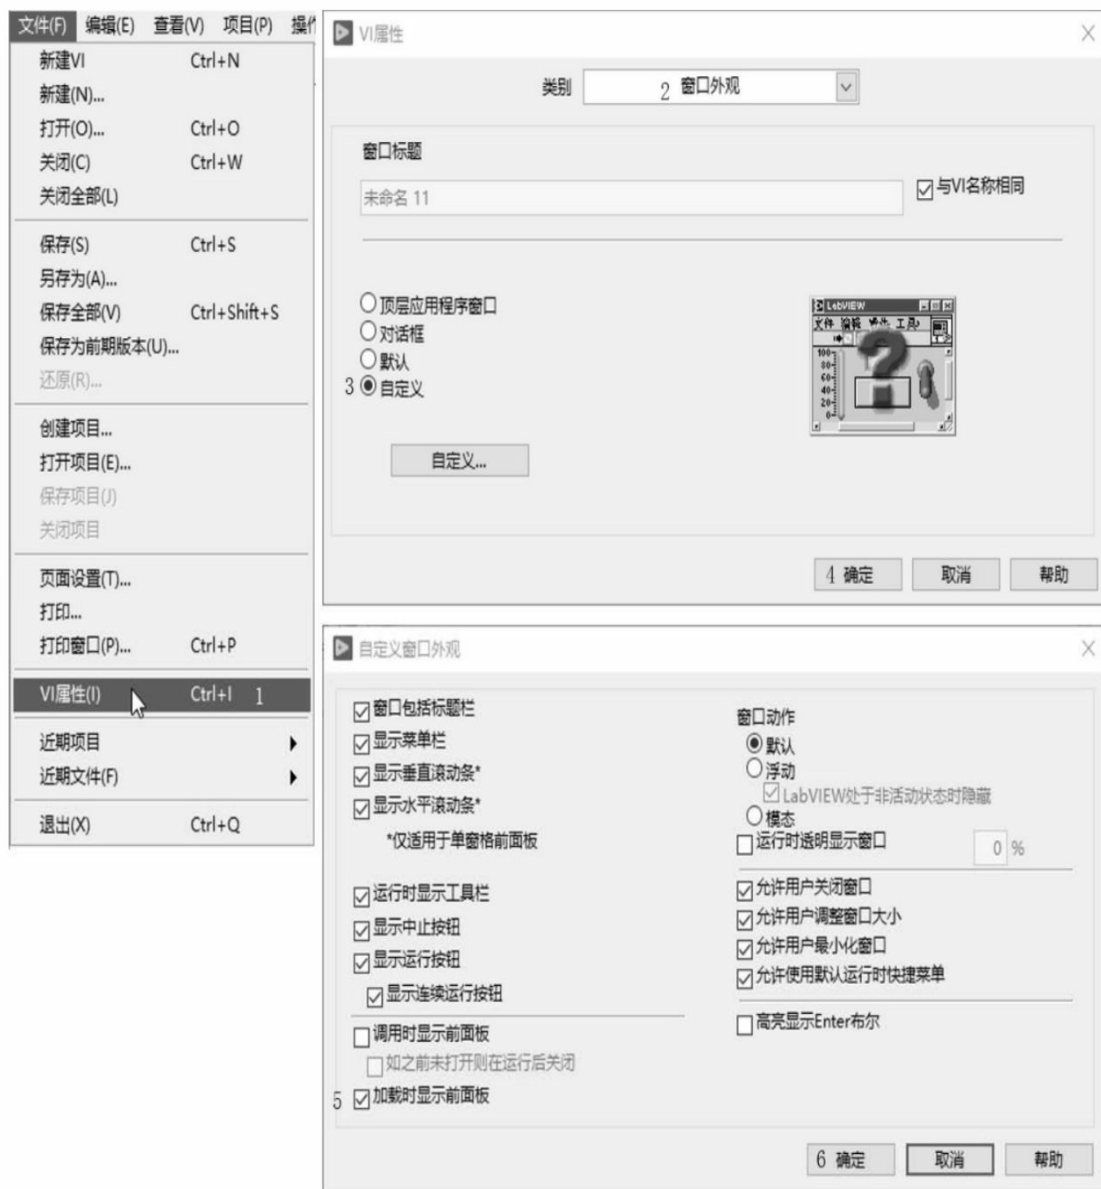 文件(F) 编辑(E) 查看(V) 项目(P) 操作
新建VI Ctrl+N
新建(N)...
打开(O)... Ctrl+O
关闭(C) Ctrl+W
关闭全部(L)
保存(S) Ctrl+S
另存为(A)...
保存全部(V) Ctrl+Shift+S
保存为前期版本(U)...
还原(R)...
创建项目...
打开项目(E)...
保存项目(J)
关闭项目
页面设置(T)...
打印...
打印窗口(P)... Ctrl+P
VI属性(I) Ctrl+I 1
近期项目
近期文件(F)
退出(X) Ctrl+Q
VI属性
类别 2 窗口外观
窗口标题
未命名 11 与VI名称相同
顶层应用程序窗口
对话框
默认
3 自定义
自定义...
LabVIEW
文件 编辑 操作 工具
100
80
60
40
20
0
4 确定 取消 帮助
自定义窗口外观
窗口包括标题栏
显示菜单栏
显示垂直滚动条*
显示水平滚动条*
*仅适用于单窗格前面板
运行时显示工具栏
显示中止按钮
显示运行按钮
显示连续运行按钮
调用时显示前面板
如之前未打开则在运行后关闭
5 加载时显示前面板
窗口动作
默认
浮动
LabVIEW处于非活动状态时隐藏
模态
运行时透明显示窗口 0 %
允许用户关闭窗口
允许用户调整窗口大小
允许用户最小化窗口
允许使用默认运行时快捷菜单
高亮显示Enter布尔
6 确定 取消 帮助